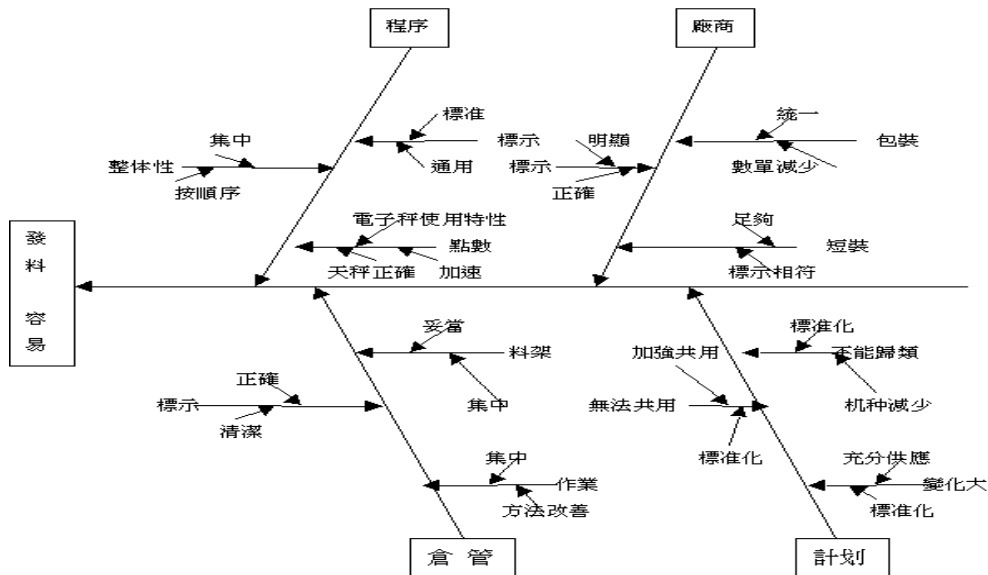 程序
廠商
標准
統一
集中
標示
明顯
包裝
整体性
通用
標示
數單減少
按順序
正確
電子秤使用特性
足夠
點數
短裝
天秤正確
加速
標示相符
發料 容易
妥當
標准化
料架
加強共用
不能歸類
正確
標示
集中
無法共用
机种減少
清潔
標准化
集中
充分供應
作業
變化大
方法改善
標准化
倉 管
計划